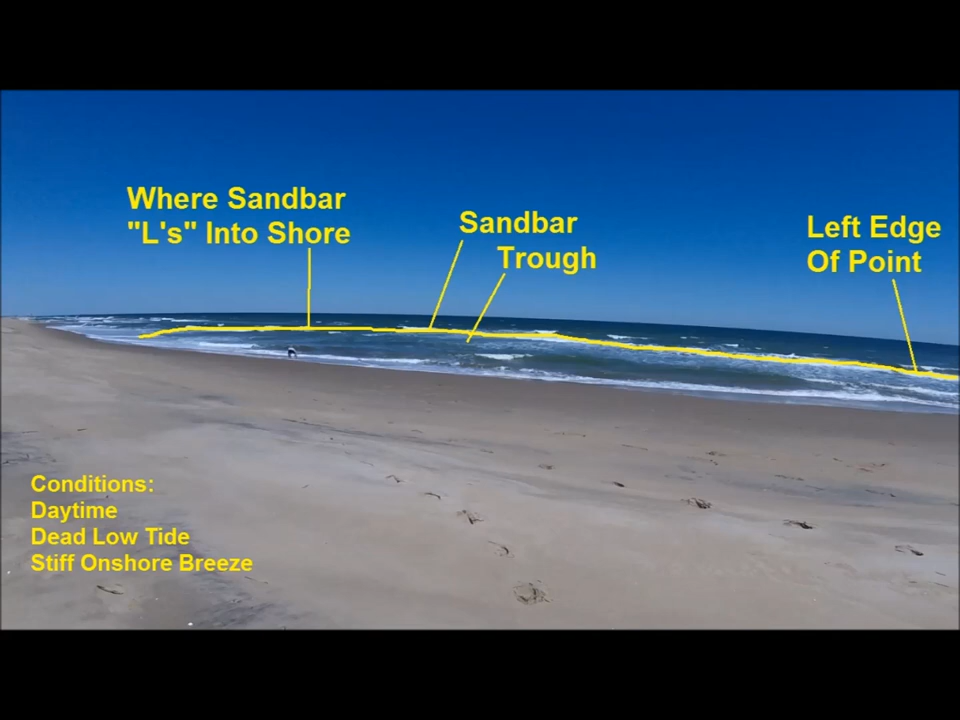 Where Sandbar
"L's" Into Shore
Sandbar
Trough
Left Edge
Of Point
Conditions:
Daytime
Dead Low Tide
Stiff Onshore Breeze